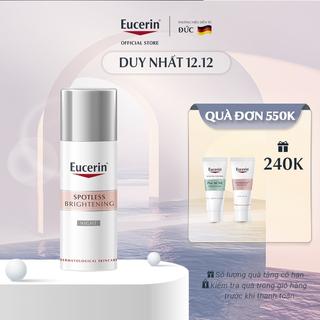 Eucerin
OFFICIAL STORE
THƯƠNG HIỆU ĐẾN TỪ
ĐỨC
DUY NHẤT 12.12
QUÀ ĐƠN 550K
240K
Eucerin
SPOTLESS
BRIGHTENING
NIGHT
DERMATOLOGICAL SKINCARE
Eucerin
Eucerin
Số lượng quà tặng có hạn
Kiểm tra quà trong giỏ hàng
trước khi thanh toán